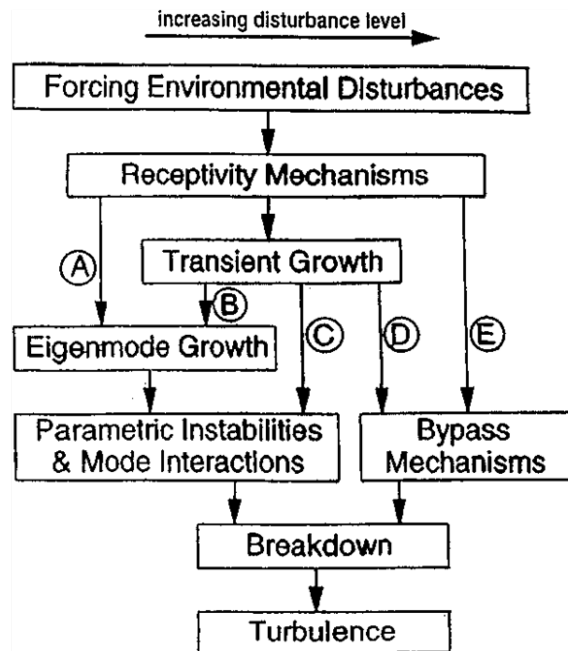 increasing disturbance level
Forcing Environmental Disturbances
Receptivity Mechanisms
A
Transient Growth
B
Eigenmode Growth
C
D
E
Parametric Instabilities
& Mode Interactions
Bypass
Mechanisms
Breakdown
Turbulence